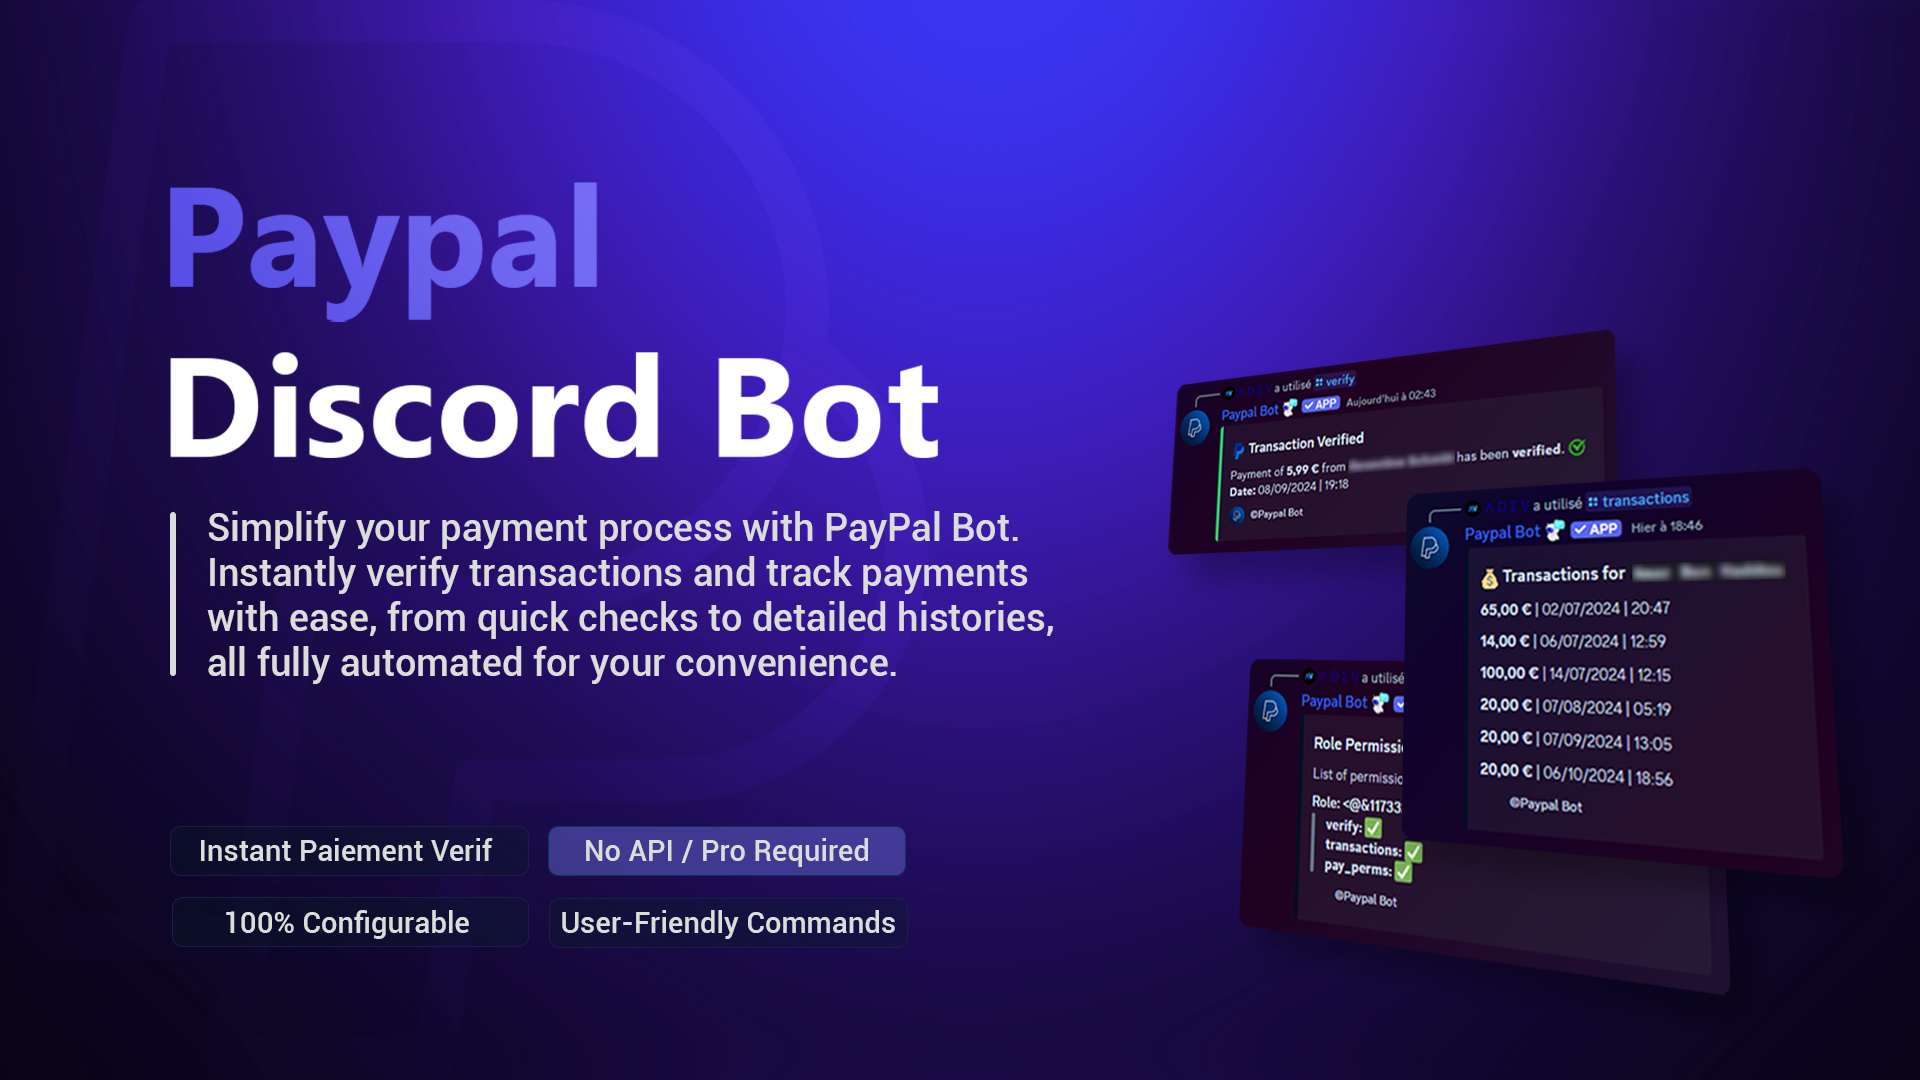 Paypal
Discord Bot
Simplify your payment process with PayPal Bot.
Instantly verify transactions and track payments
with ease, from quick checks to detailed histories,
all fully automated for your convenience.
Instant Paiement Verif
No API / Pro Required
100% Configurable
User-Friendly Commands
ADEV a utilisé verify
Paypal Bot APP Aujourd'hui à 02:43
Transaction Verified
Payment of 5,99 € from has been verified.
Date: 08/09/2024 | 19:18
©Paypal Bot
ADEV a utilisé transactions
Paypal Bot APP Hier à 18:46
Transactions for
65,00 € | 02/07/2024 | 20:47
14,00 € | 06/07/2024 | 12:59
100,00 € | 14/07/2024 | 12:15
20,00 € | 07/08/2024 | 05:19
20,00 € | 07/09/2024 | 13:05
20,00 € | 06/10/2024 | 18:56
©Paypal Bot
ADEV a utilisé
Paypal Bot
Role Permissi
List of permissio
Role: <@&11733
verify:
transactions:
pay_perms:
©Paypal Bot